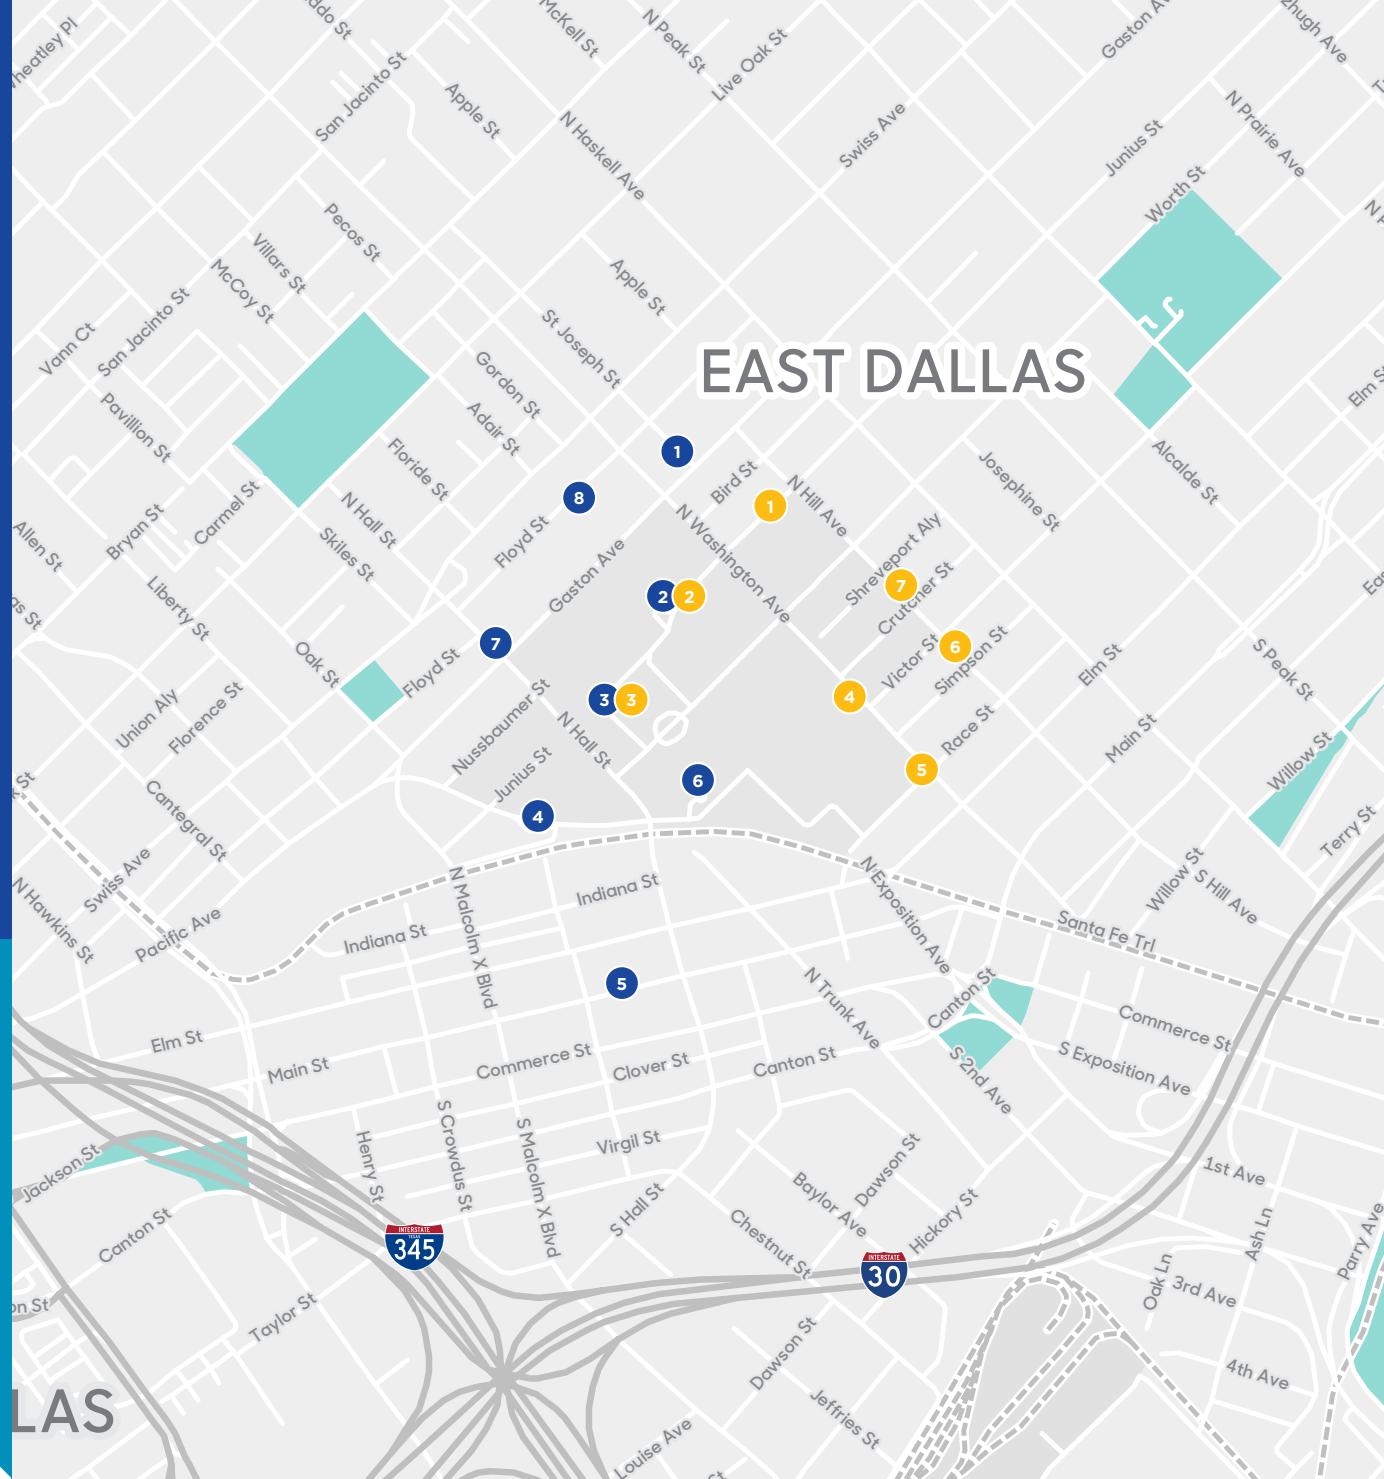 McKell St
N Peak St
Live Oak St
Gaston
San Jacinto St
Apple St
N Haskell Ave
Swiss Ave
Junius St
N Prairie Ave
Worth St
Pecos St
Villars St
McCoy St
Apple St
Vann Ct
San Jacinto St
St Joseph St
EAST DALLAS
Gordon St
Adair St
Pavillion St
Floride St
Elm St
Alcalde St
Josephine St
1
Bird St
N Hill Ave
1
8
Carmel St
N Hall St
Bryan St
Skiles St
Floyd St
N Washington Ave
Allen St
Gaston Ave
Shreveport Aly
7
Crutcher St
2
2
Liberty St
7
Oak St
Floyd St
Victor St
6
Simpson St
Elm St
S Peak St
Union Aly
Florence St
Nussbaumer St
N Hall St
3
3
4
Race St
Main St
Willow St
Junius St
6
5
Cantegral St
4
Terry St
Swiss Ave
N Hawkins St
Pacific Ave
N Malcolm X Blvd
Indiana St
Indiana St
N Exposition Ave
Willow St
S Hill Ave
Santa Fe Trl
5
N Trunk Ave
Canton St
Elm St
Main St
Commerce St
Clover St
Canton St
Commerce St
S Exposition Ave
S 2nd Ave
Jackson St
Henry St
S Crowdus St
S Malcolm X Blvd
Virgil St
Dawson St
1st Ave
Canton St
S Hall St
Baylor Ave
Chestnut St
Hickory St
Ash Ln
Parry Ave
INTERSTATE
TEXAS
345
INTERSTATE
30
Oak Ln
3rd Ave
Taylor St
Dawson St
4th Ave
LAS
Jeffries St
Louise Ave